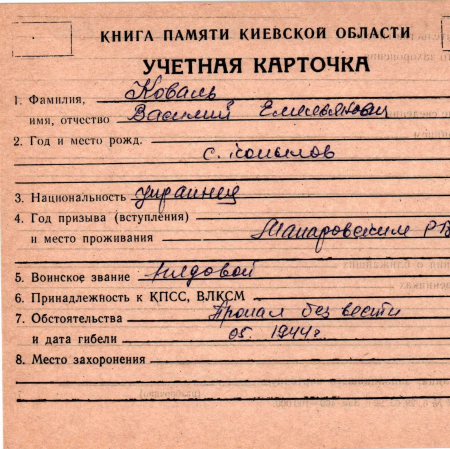 КНИГА ПАМЯТИ КИЕВСКОЙ ОБЛАСТИ
УЧЕТНАЯ КАРТОЧКА
1. Фамилия, Коваль
имя, отчество Василий Емельянович
2. Год и место рожд.
с. Копылов
3. Национальность украинец
4. Год призыва (вступления)
и место проживания Макаровским РВ
5. Воинское звание рядовой
6. Принадлежность к КПСС, ВЛКСМ
7. Обстоятельства Пропал без вести
и дата гибели 05. 1944 г.
8. Место захоронения